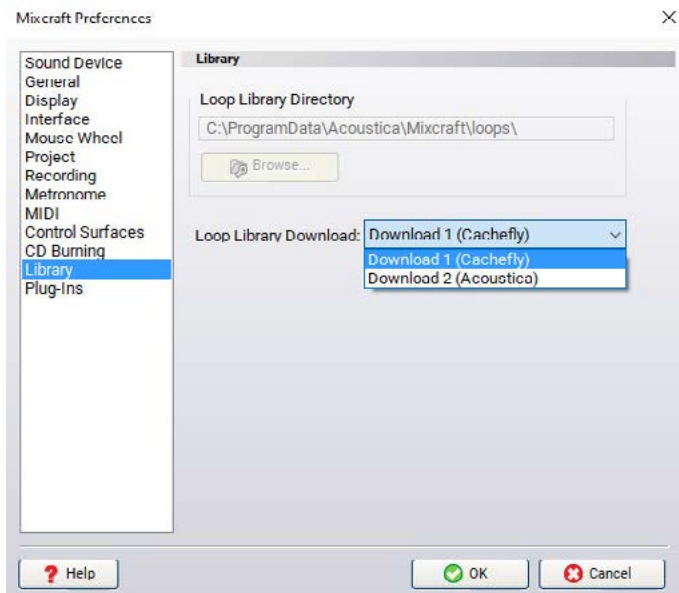 Mixcraft Preferences
Sound Device
General
Display
Interface
Mouse Wheel
Project
Recording
Metronome
MIDI
Control Surfaces
CD Burning
Library
Plug-Ins
Library
Loop Library Directory
C:\ProgramData\Acoustica\Mixcraft\loops\
Browse...
Loop Library Download: Download 1 (Cachefly)
Download 1 (Cachefly)
Download 2 (Acoustica)
? Help
OK
Cancel